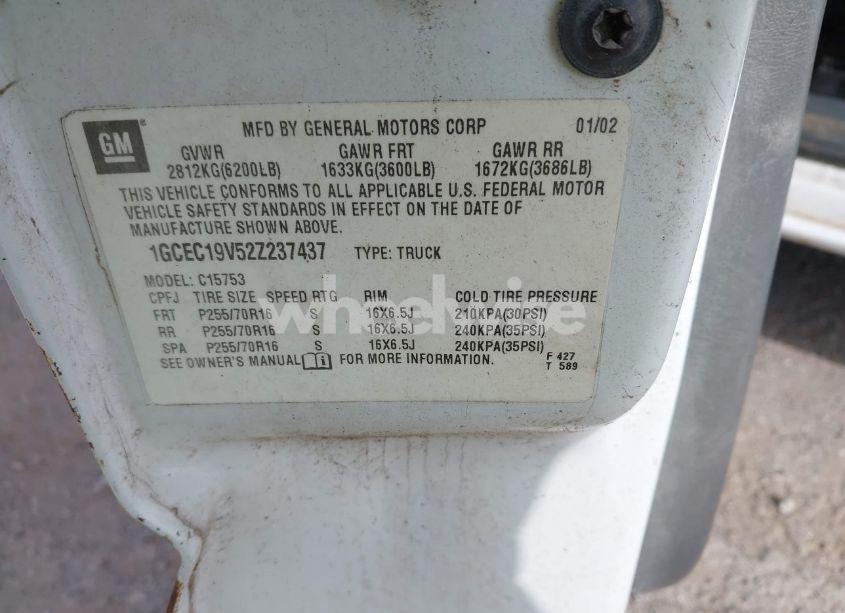 GM ® MFD BY GENERAL MOTORS CORP 01/02
GVWR GAWR FRT GAWR RR
2812KG(6200LB) 1633KG(3600LB) 1672KG(3686LB)
THIS VEHICLE CONFORMS TO ALL APPLICABLE U.S. FEDERAL MOTOR
VEHICLE SAFETY STANDARDS IN EFFECT ON THE DATE OF
MANUFACTURE SHOWN ABOVE.
1GCEC19V52Z237437 TYPE: TRUCK
MODEL: C15753
CPFJ TIRE SIZE SPEED RTG RIM COLD TIRE PRESSURE
FRT P255/70R16 S 16X6.5J 210KPA(30PSI)
RR P255/70R16 S 16X6.5J 240KPA(35PSI)
SPA P255/70R16 S 16X6.5J 240KPA(35PSI)
SEE OWNER'S MANUAL FOR MORE INFORMATION. F 427
T 589